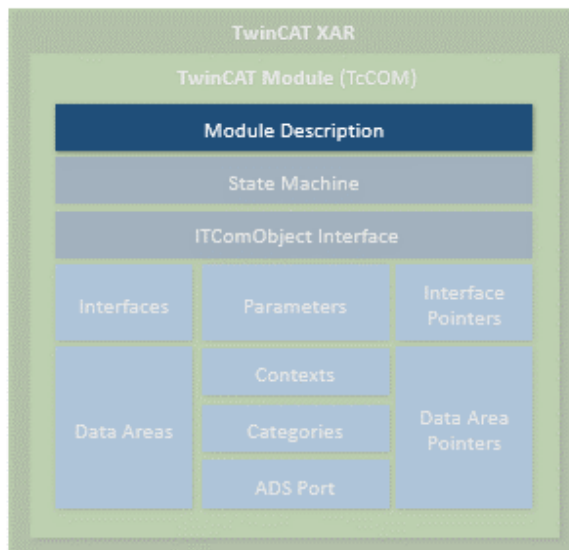 TwinCAT XAR
TwinCAT Module (TcCOM)
Module Description
State Machine
ITComObject Interface
Interfaces
Parameters
Interface
Pointers
Contexts
Data Areas
Categories
Data Area
Pointers
ADS Port